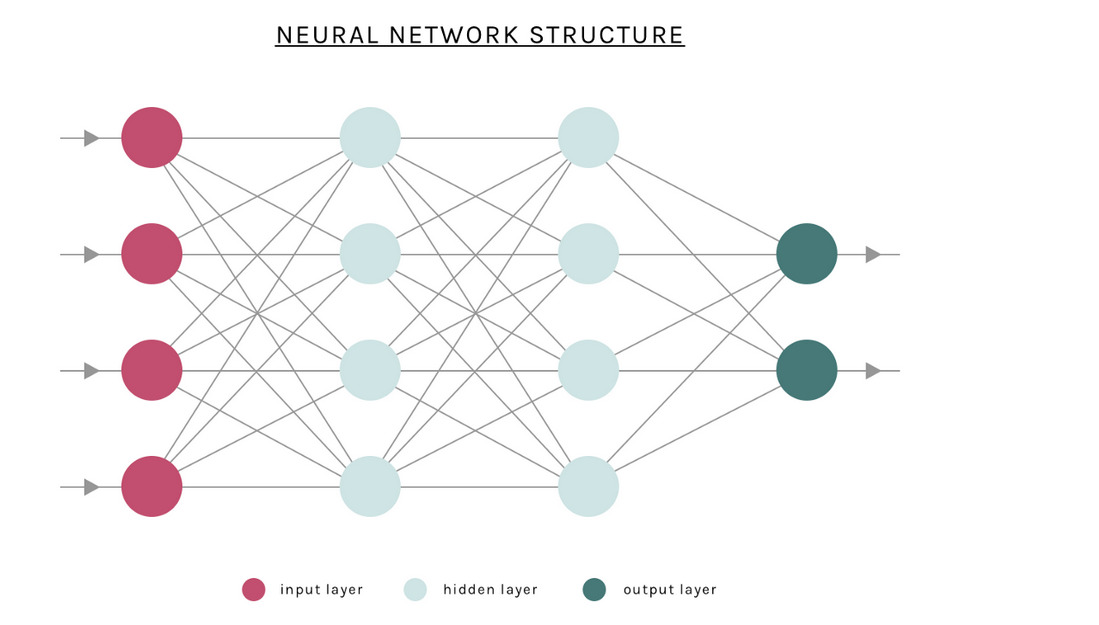 NEURAL NETWORK STRUCTURE
input layer hidden layer output layer